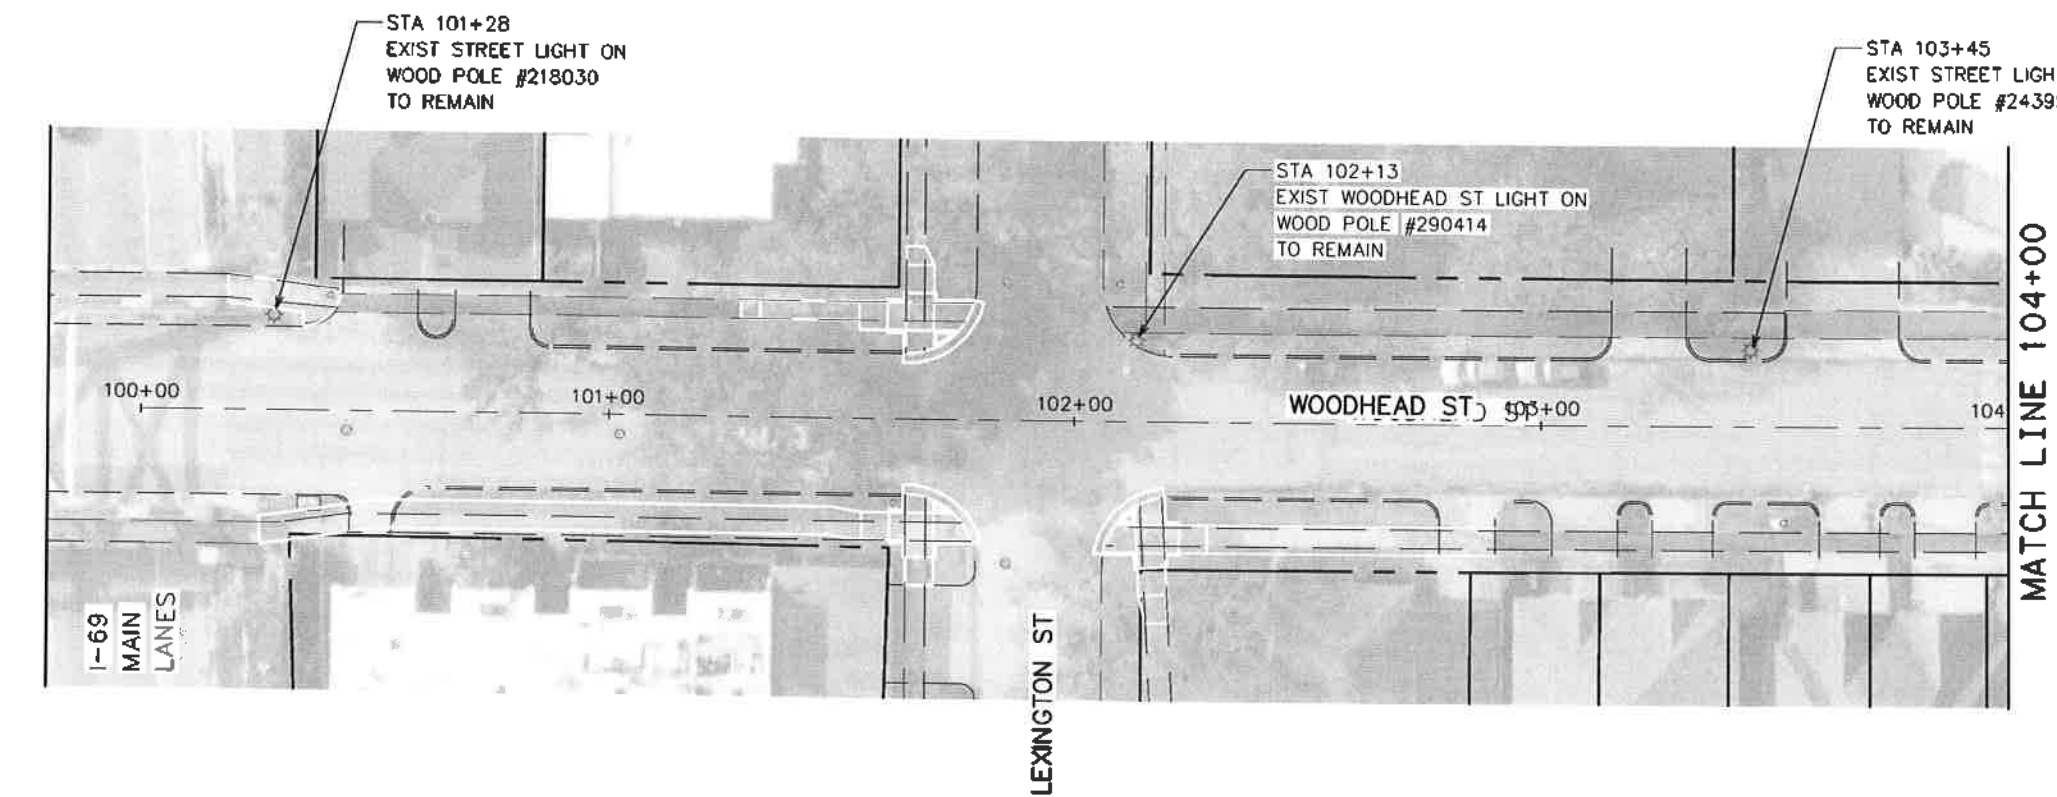 STA 101+28
EXIST STREET LIGHT ON
WOOD POLE #218030
TO REMAIN
STA 103+45
EXIST STREET LIGH
WOOD POLE #2439
TO REMAIN
STA 102+13
EXIST WOODHEAD ST LIGHT ON
WOOD POLE #290414
TO REMAIN
100+00
101+00
102+00
WOODHEAD ST
103+00
104
MATCH LINE 104+00
I-69
MAIN
LANES
LEXINGTON ST